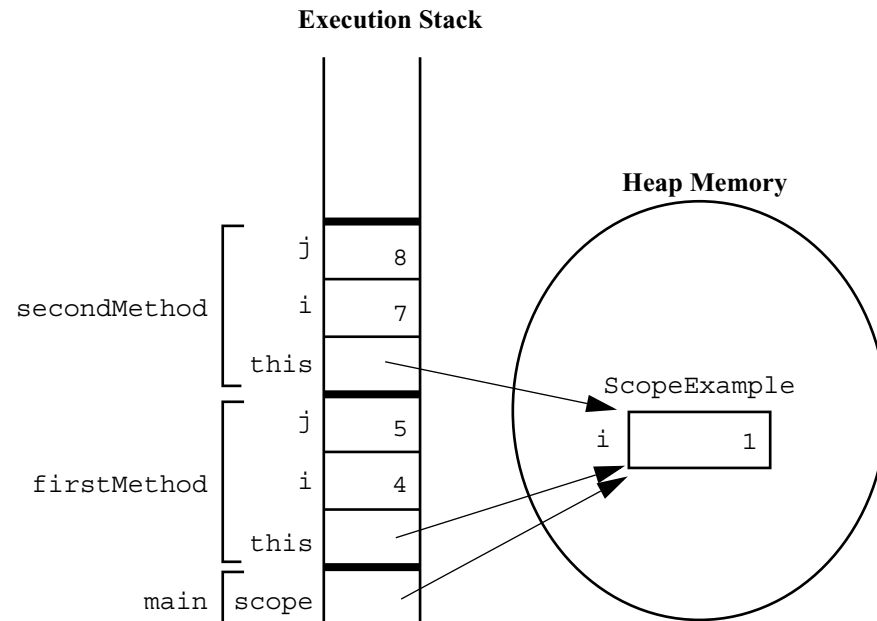 Execution Stack
Heap Memory
secondMethod
j 8
i 7
this
ScopeExample
i 1
firstMethod
j 5
i 4
this
main scope